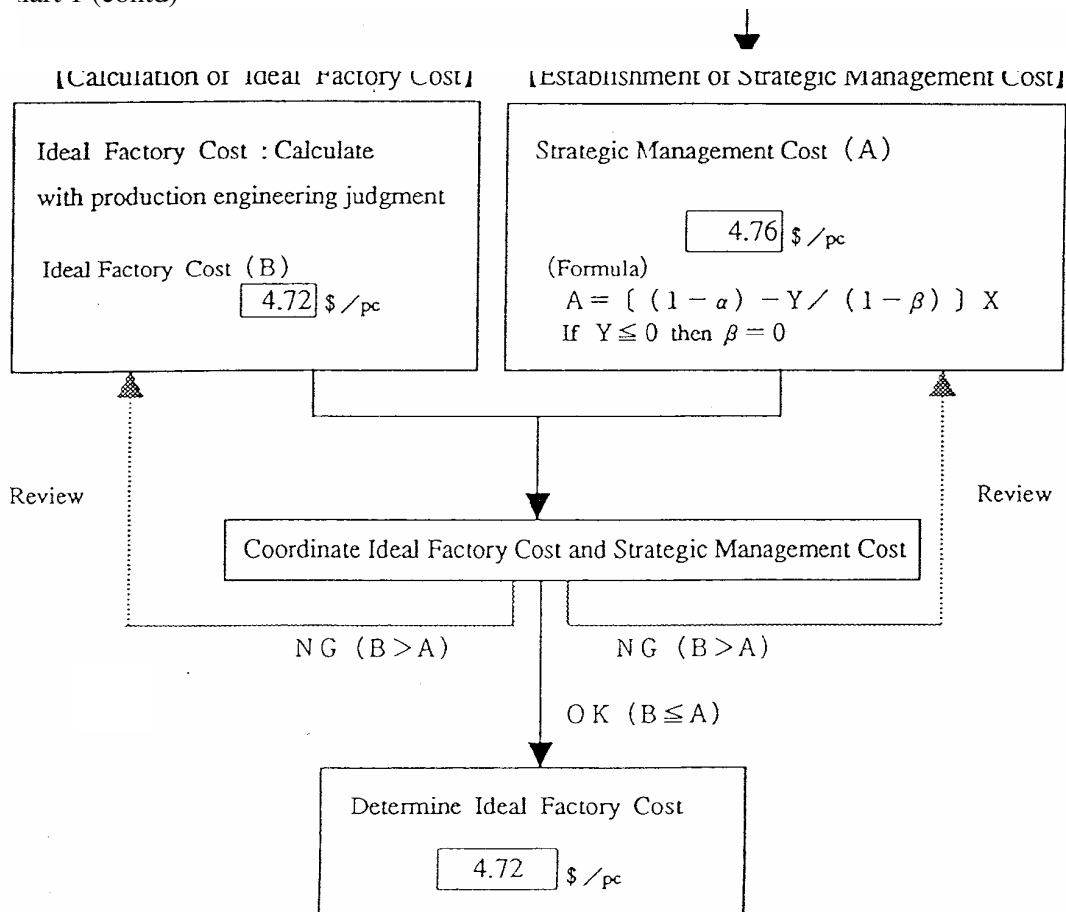 1 (contd)
【Calculation of Ideal Factory Cost】
【Establishment of Strategic Management Cost】
Ideal Factory Cost : Calculate
with production engineering judgment
Ideal Factory Cost (B)
4.72 $／pc
Strategic Management Cost (A)
4.76 $／pc
(Formula)
A = 〔 (1 − α) − Y／ (1 − β) 〕 X
If Y ≦ 0 then β = 0
Review
Review
Coordinate Ideal Factory Cost and Strategic Management Cost
NG (B＞A)
NG (B＞A)
OK (B≦A)
Determine Ideal Factory Cost
4.72 $／pc